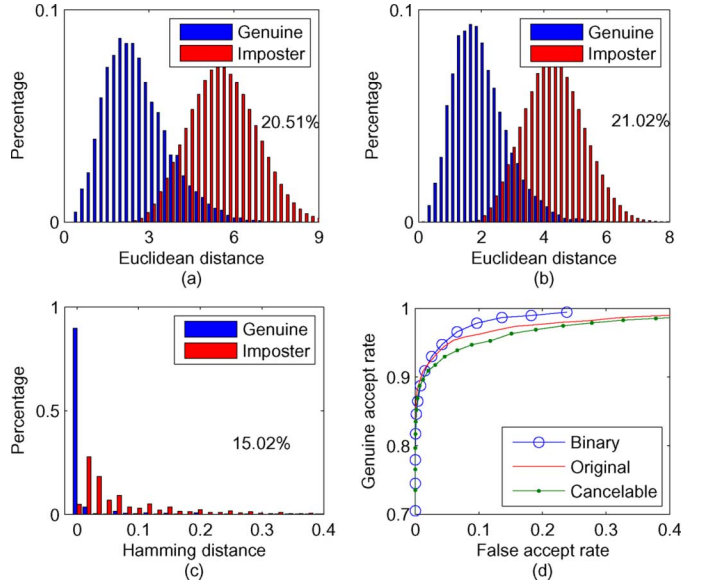 0.1
Genuine
Imposter
Percentage
20.51%
0
0
3
6
9
Euclidean distance
(a)
0.1
Genuine
Imposter
Percentage
21.02%
0
0
2
4
6
8
Euclidean distance
(b)
1
Genuine
Imposter
Percentage
0.5
15.02%
0
0
0.1
0.2
0.3
0.4
Hamming distance
(c)
1
0.9
0.8
0.7
Genuine accept rate
Binary
Original
Cancelable
0
0.1
0.2
0.3
0.4
False accept rate
(d)